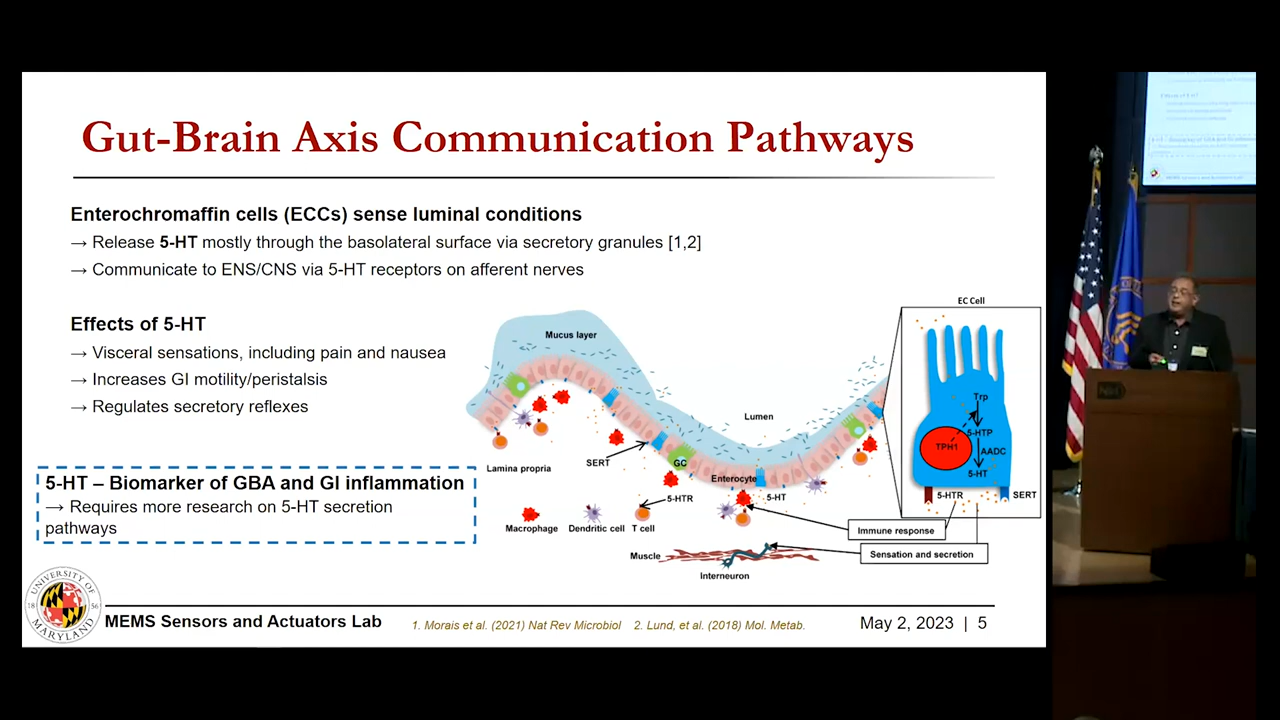 Gut-Brain Axis Communication Pathways
Enterochromaffin cells (ECCs) sense luminal conditions
→ Release 5-HT mostly through the basolateral surface via secretory granules [1,2]
→ Communicate to ENS/CNS via 5-HT receptors on afferent nerves
Effects of 5-HT
→ Visceral sensations, including pain and nausea
→ Increases GI motility/peristalsis
→ Regulates secretory reflexes
5-HT – Biomarker of GBA and GI inflammation
→ Requires more research on 5-HT secretion
pathways
Mucus layer
Lumen
Lamina propria
SERT
GC
Enterocyte
5-HT
5-HTR
Macrophage
Dendritic cell
T cell
Muscle
Interneuron
Immune response
Sensation and secretion
EC Cell
Trp
5-HTP
TPH1
AADC
5-HT
5-HTR
SERT
UNIVERSITY OF
18 56
MARYLAND
MEMS Sensors and Actuators Lab
1. Morais et al. (2021) Nat Rev Microbiol 2. Lund, et al. (2018) Mol. Metab.
May 2, 2023 | 5